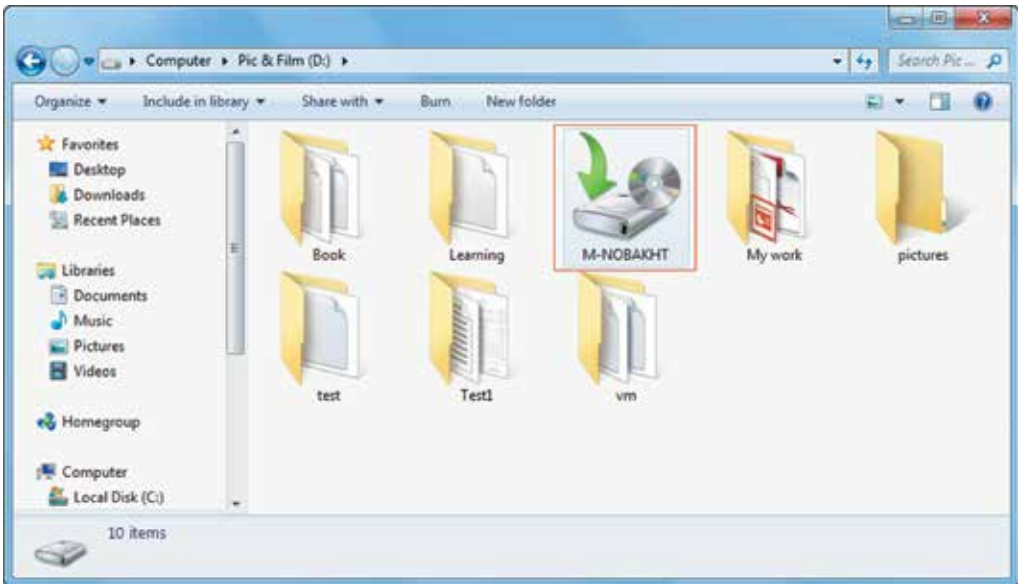 Computer Pic & Film (D:)
Search Pic ...
Organize Include in library Share with Burn New folder
Favorites
Desktop
Downloads
Recent Places
Libraries
Documents
Music
Pictures
Videos
Homegroup
Computer
Local Disk (C:)
Book Learning M-NOBAKHT My work pictures
test Test1 vm
10 items